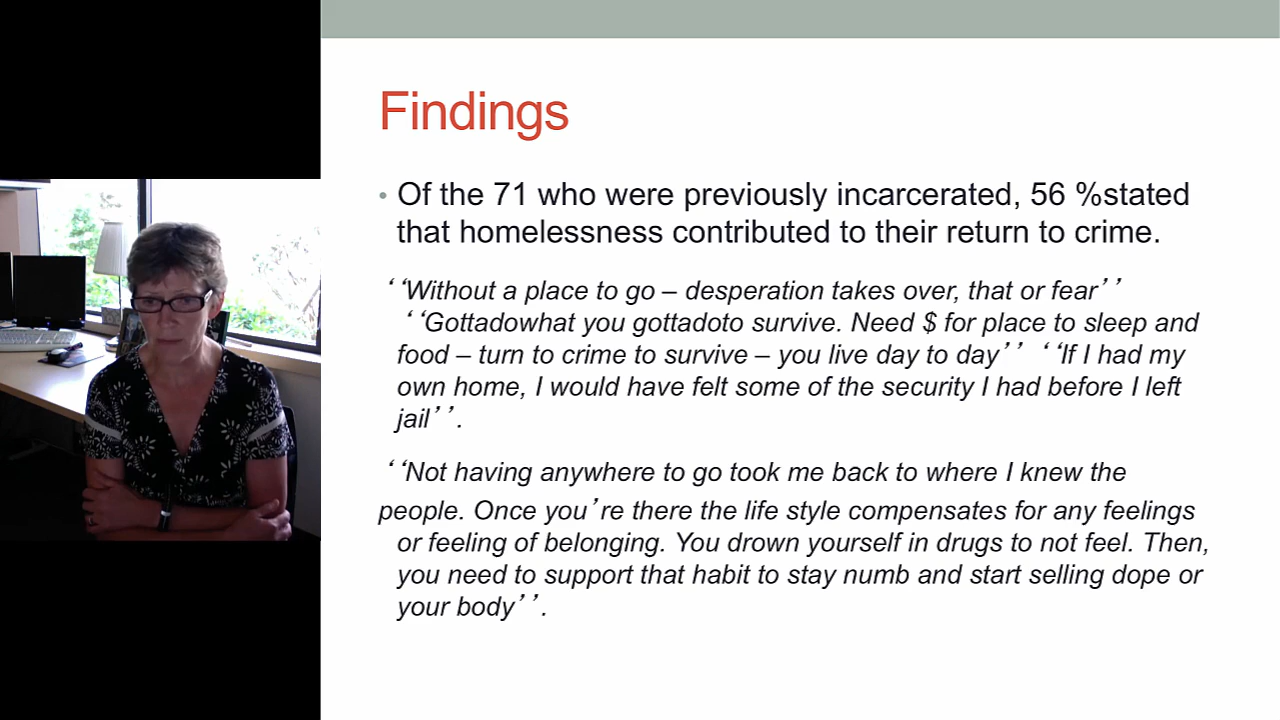 Findings
• Of the 71 who were previously incarcerated, 56 %stated
that homelessness contributed to their return to crime.
‘‘Without a place to go – desperation takes over, that or fear’’
‘‘Gottadowhat you gottadoto survive. Need $ for place to sleep and
food – turn to crime to survive – you live day to day’’ ‘‘If I had my
own home, I would have felt some of the security I had before I left
jail’’.
‘‘Not having anywhere to go took me back to where I knew the
people. Once you’re there the life style compensates for any feelings
or feeling of belonging. You drown yourself in drugs to not feel. Then,
you need to support that habit to stay numb and start selling dope or
your body’’.